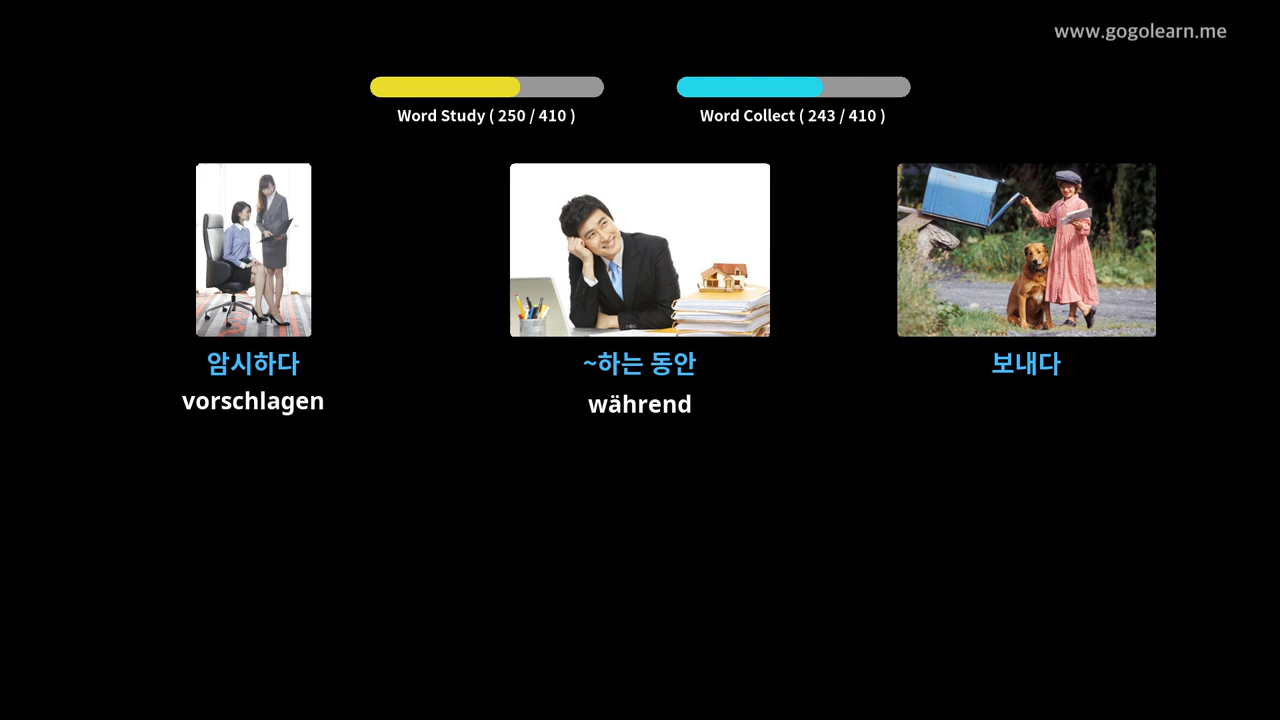 www.gogolearn.me
Word Study ( 250 / 410 )
Word Collect ( 243 / 410 )
암시하다
~하는 동안
보내다
vorschlagen
während